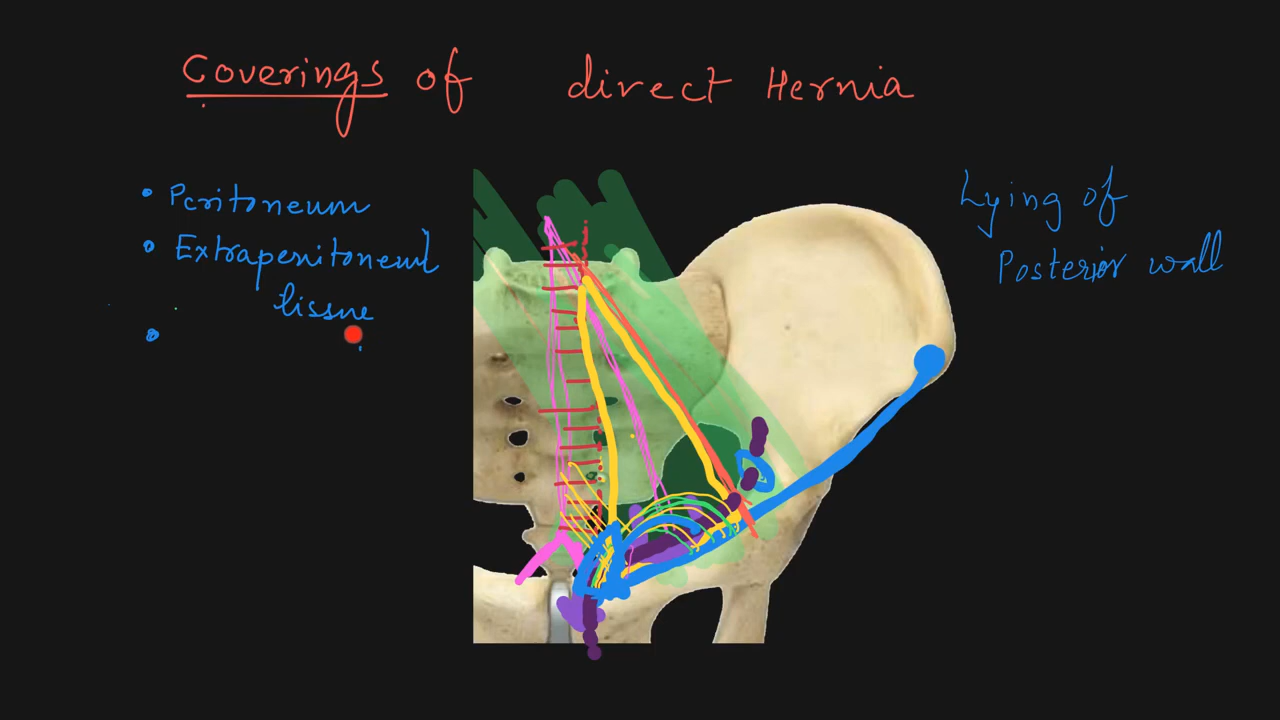 Coverings of direct Hernia
• Peritoneum
• Extraperitoneal
tissue
•
Lying of
Posterior wall